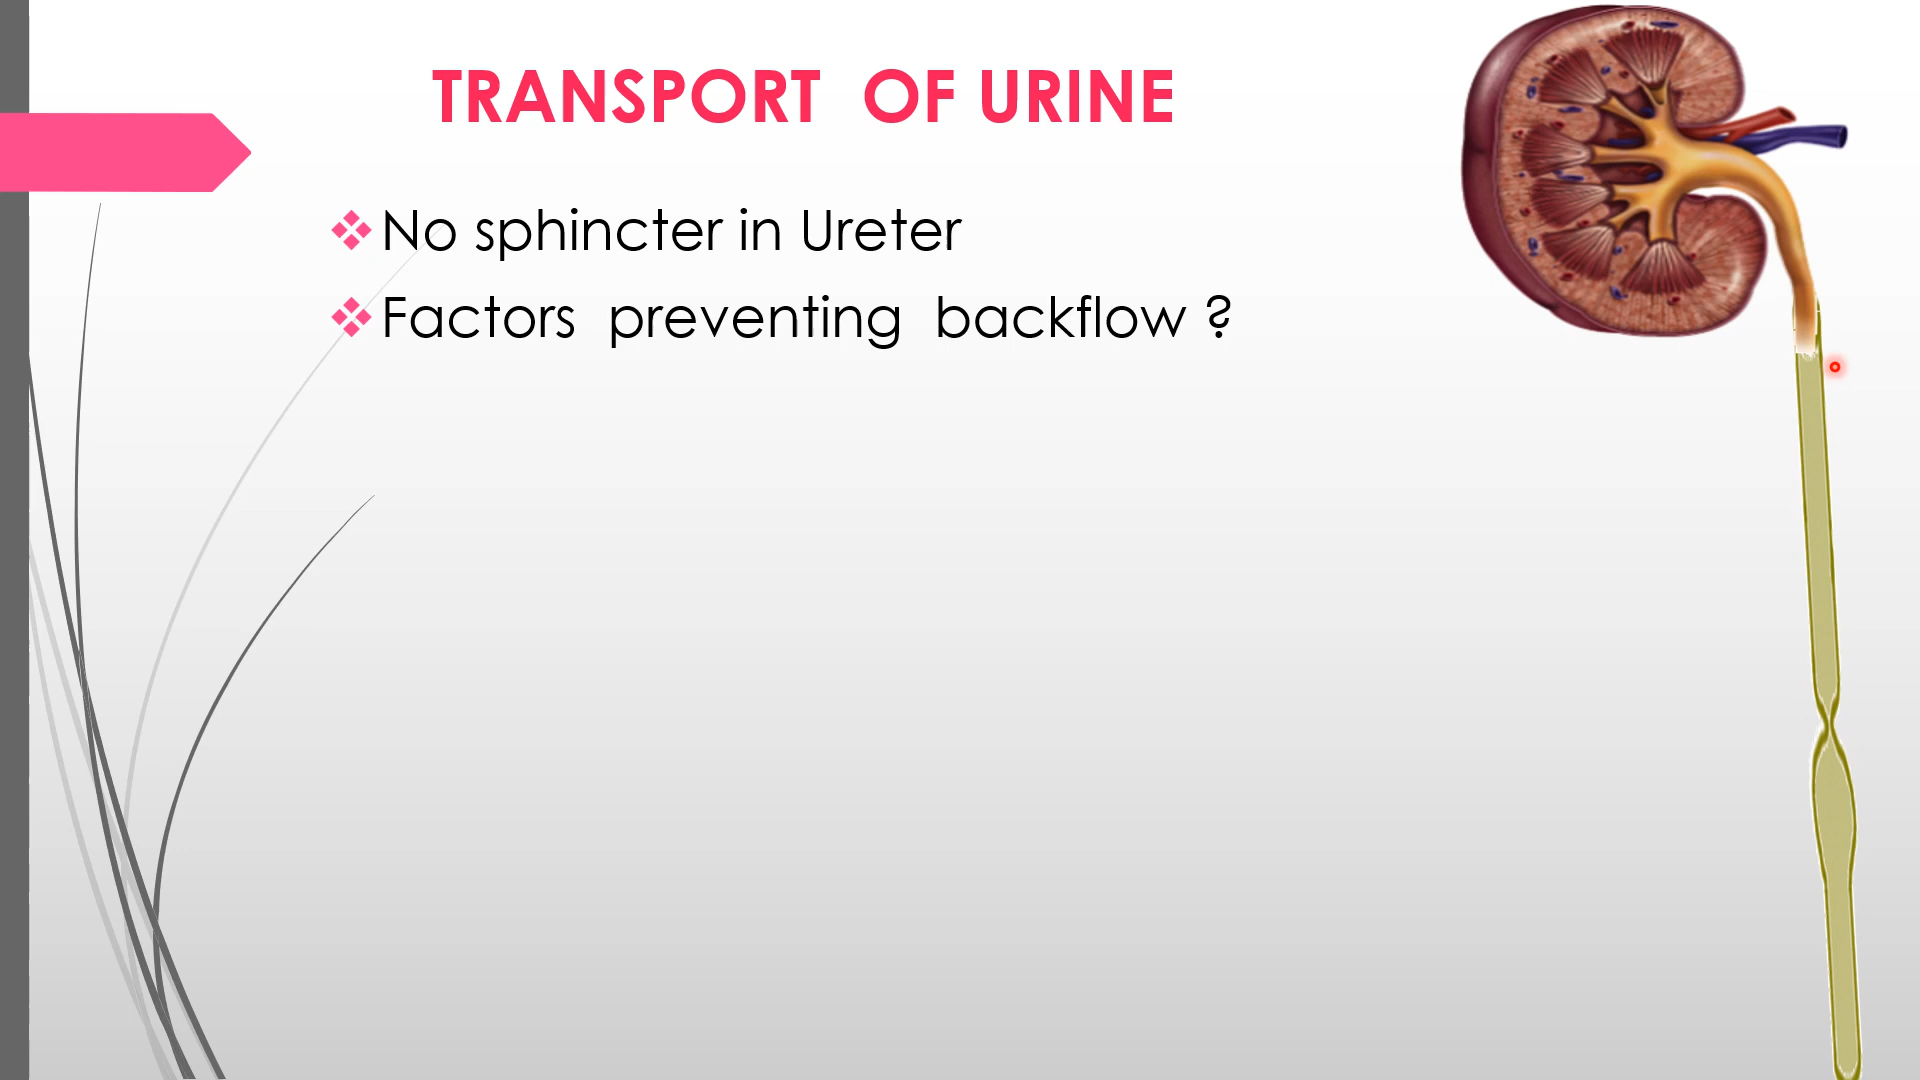 TRANSPORT OF URINE
No sphincter in Ureter
Factors preventing backflow ?